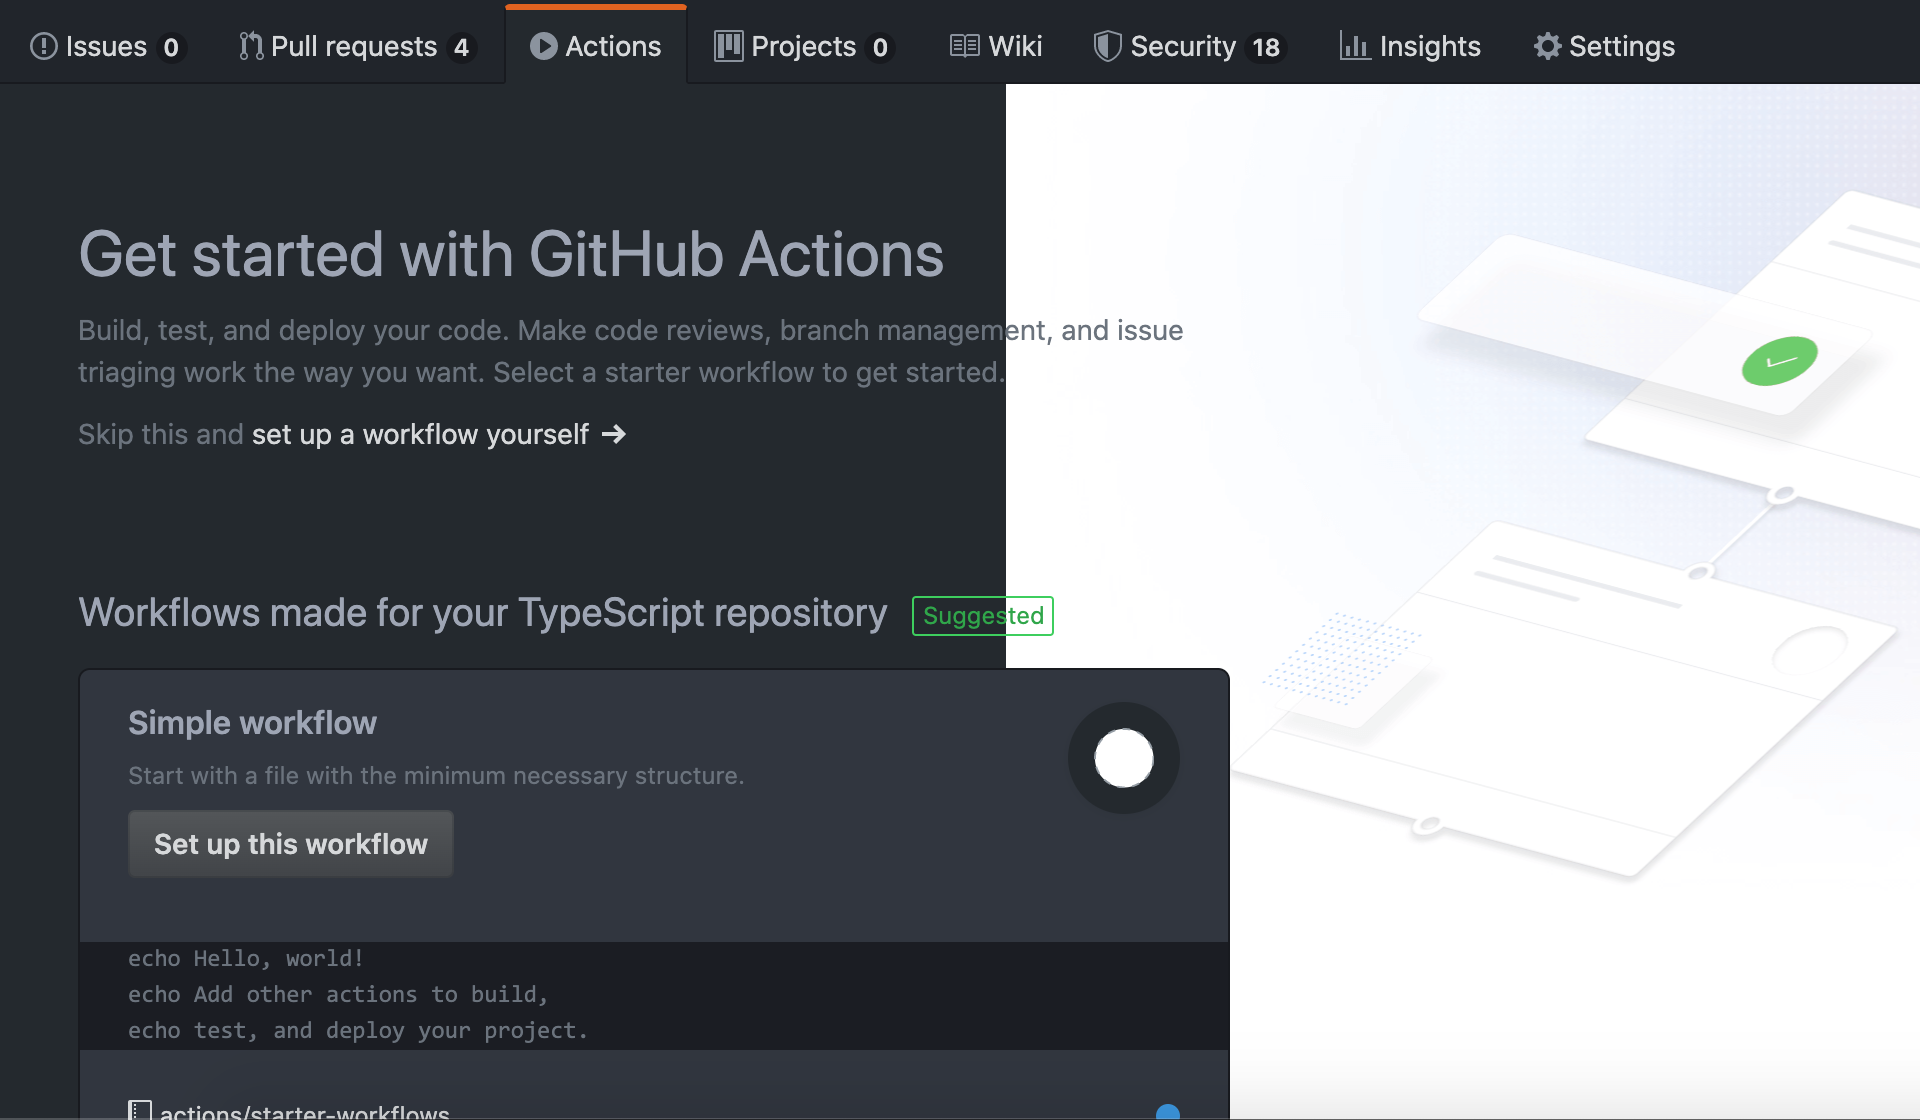 Issues 0 Pull requests 4 Actions Projects 0 Wiki Security 18 Insights Settings
Get started with GitHub Actions
Build, test, and deploy your code. Make code reviews, branch management, and issue
triaging work the way you want. Select a starter workflow to get started.
Skip this and set up a workflow yourself →
Workflows made for your TypeScript repository Suggested
Simple workflow
Start with a file with the minimum necessary structure.
Set up this workflow
echo Hello, world!
echo Add other actions to build,
echo test, and deploy your project.
actions/starter-workflows